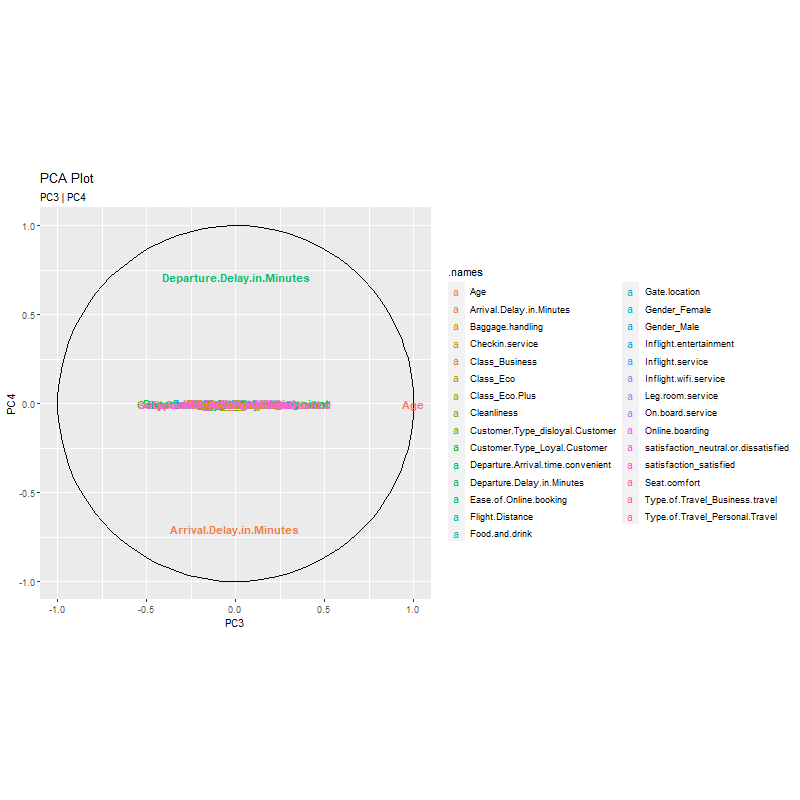 PCA Plot
PC3 | PC4
1.0
0.5
0.0
-0.5
-1.0
PC4
Departure.Delay.in.Minutes
Age
Arrival.Delay.in.Minutes
-1.0
-0.5
0.0
0.5
1.0
PC3
.names
a Age
a Arrival.Delay.in.Minutes
a Baggage.handling
a Checkin.service
a Class_Business
a Class_Eco
a Class_Eco.Plus
a Cleanliness
a Customer.Type_disloyal.Customer
a Customer.Type_Loyal.Customer
a Departure.Arrival.time.convenient
a Departure.Delay.in.Minutes
a Ease.of.Online.booking
a Flight.Distance
a Food.and.drink
a Gate.location
a Gender_Female
a Gender_Male
a Inflight.entertainment
a Inflight.service
a Inflight.wifi.service
a Leg.room.service
a On.board.service
a Online.boarding
a satisfaction_neutral.or.dissatisfied
a satisfaction_satisfied
a Seat.comfort
a Type.of.Travel_Business.travel
a Type.of.Travel_Personal.Travel